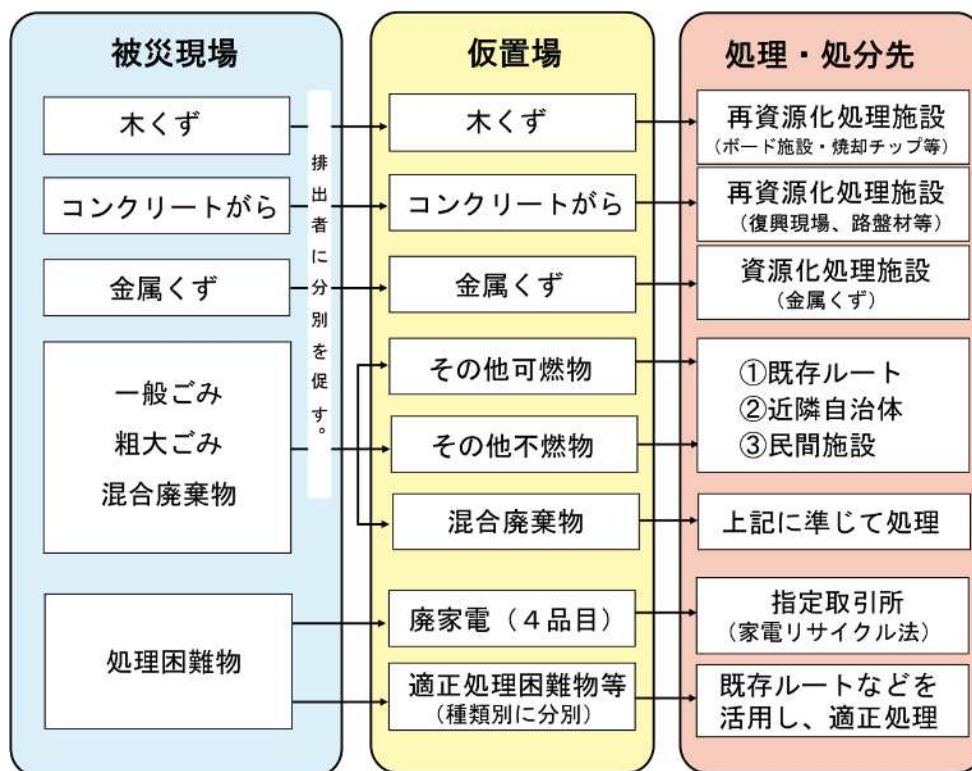 被災現場
木くず
コンクリートがら
金属くず
一般ごみ
粗大ごみ
混合廃棄物
処理困難物
排出者に分別を促す。
仮置場
木くず
コンクリートがら
金属くず
その他可燃物
その他不燃物
混合廃棄物
廃家電（４品目）
適正処理困難物等
（種類別に分別）
処理・処分先
再資源化処理施設
（ボード施設・焼却チップ等）
再資源化処理施設
（復興現場、路盤材等）
資源化処理施設
（金属くず）
①既存ルート
②近隣自治体
③民間施設
上記に準じて処理
指定取引所
（家電リサイクル法）
既存ルートなどを
活用し、適正処理